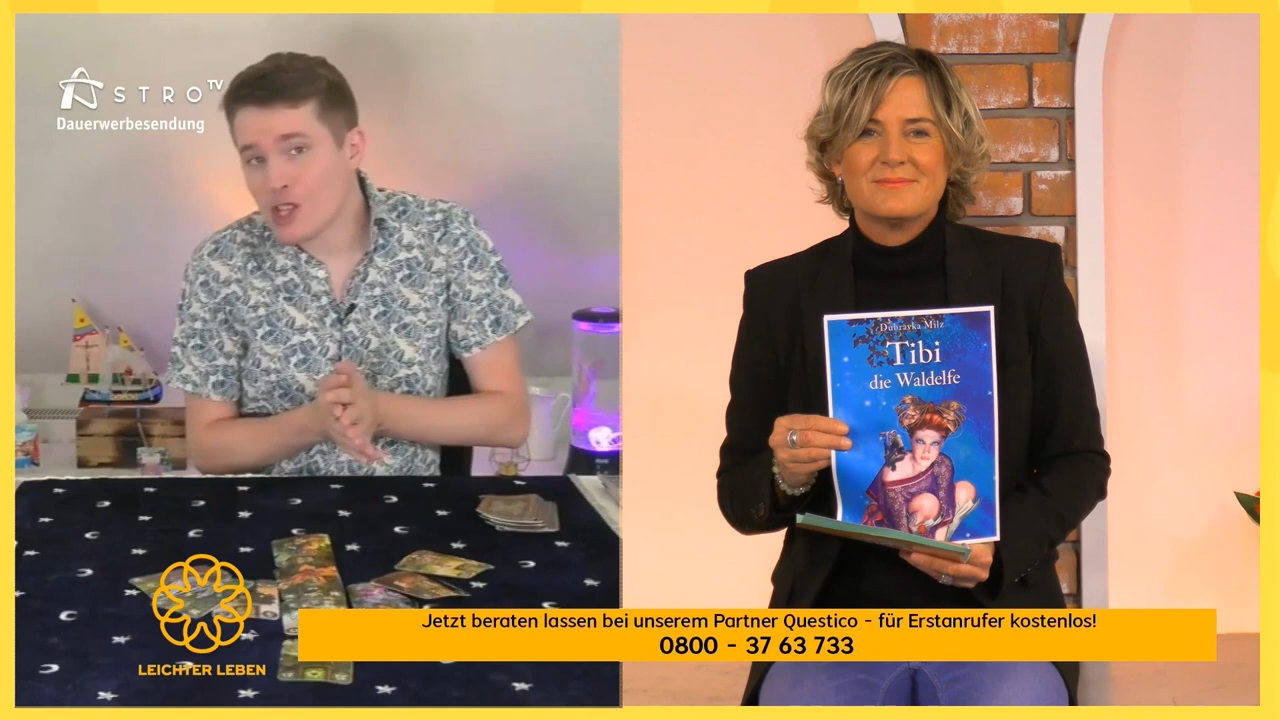 ASTRO TV
Dauerwerbesendung
Dubravka Milz
Tibi
die Waldelfe
Jetzt beraten lassen bei unserem Partner Questico - für Erstanrufer kostenlos!
0800 - 37 63 733
LEICHTER LEBEN